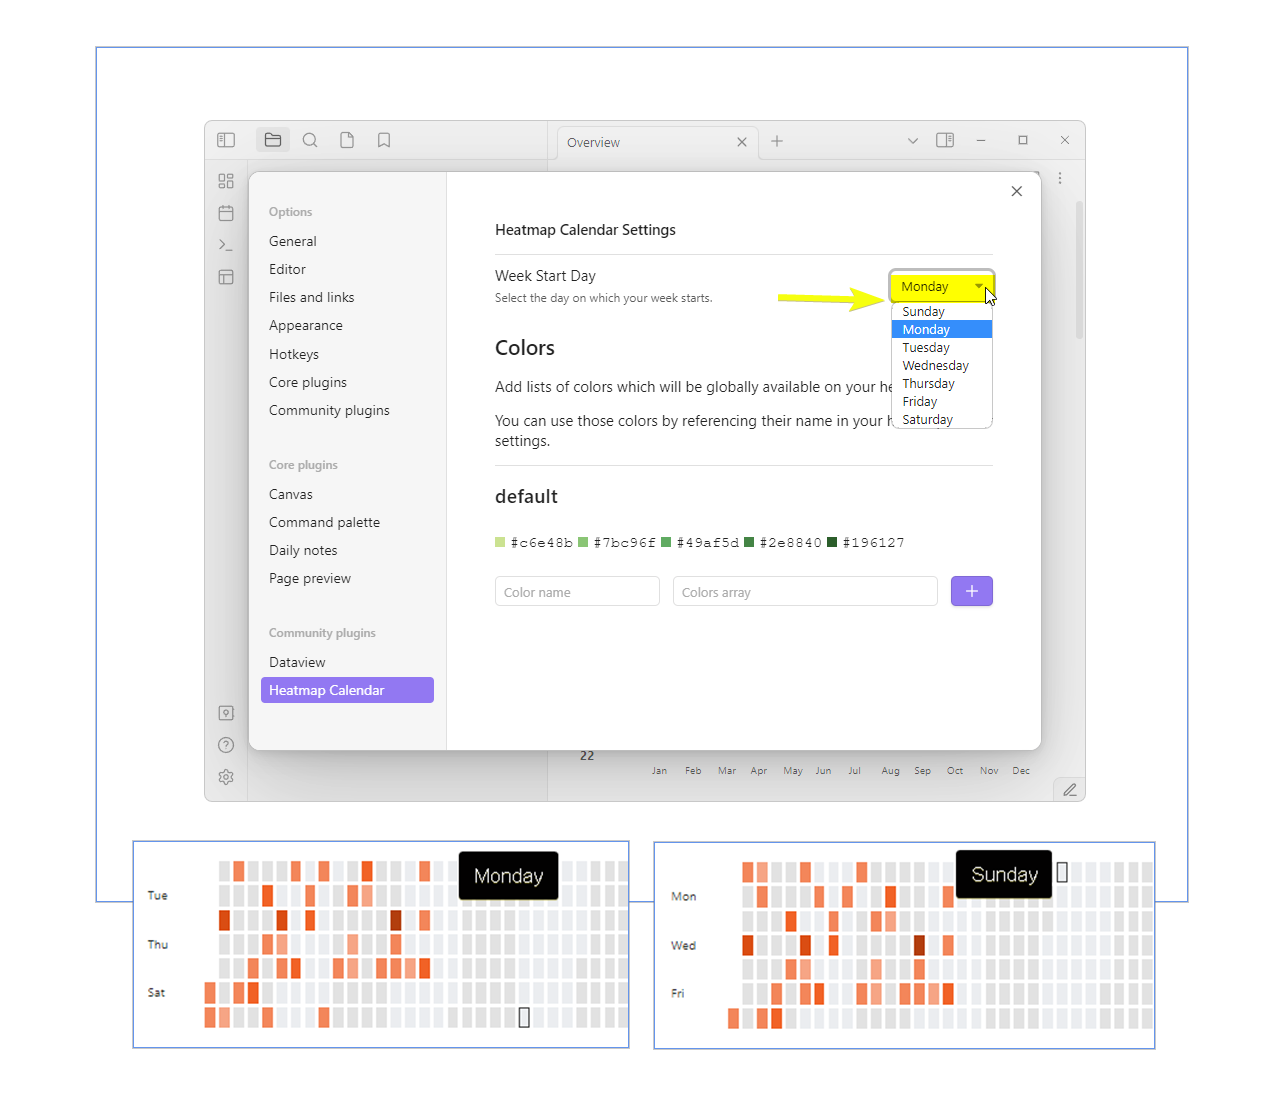 Overview
Options
General
Editor
Files and links
Appearance
Hotkeys
Core plugins
Community plugins
Core plugins
Canvas
Command palette
Daily notes
Page preview
Community plugins
Dataview
Heatmap Calendar
Heatmap Calendar Settings
Week Start Day
Select the day on which your week starts.
Monday
Sunday
Monday
Tuesday
Wednesday
Thursday
Friday
Saturday
Colors
Add lists of colors which will be globally available on your
You can use those colors by referencing their name in your
settings.
default
#c6e48b #7bc96f #49af5d #2e8840 #196127
Color name
Colors array
22
Jan Feb Mar Apr May Jun Jul Aug Sep Oct Nov Dec
Monday
Tue
Thu
Sat
Sunday
Mon
Wed
Fri